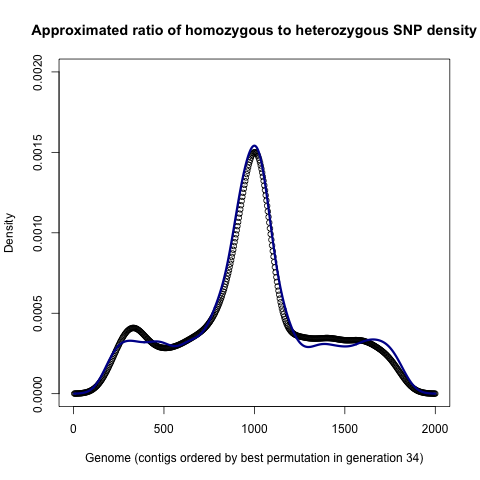 Approximated ratio of homozygous to heterozygous SNP density
0.0020
0.0015
0.0010
0.0005
0.0000
Density
0 500 1000 1500 2000
Genome (contigs ordered by best permutation in generation 34)